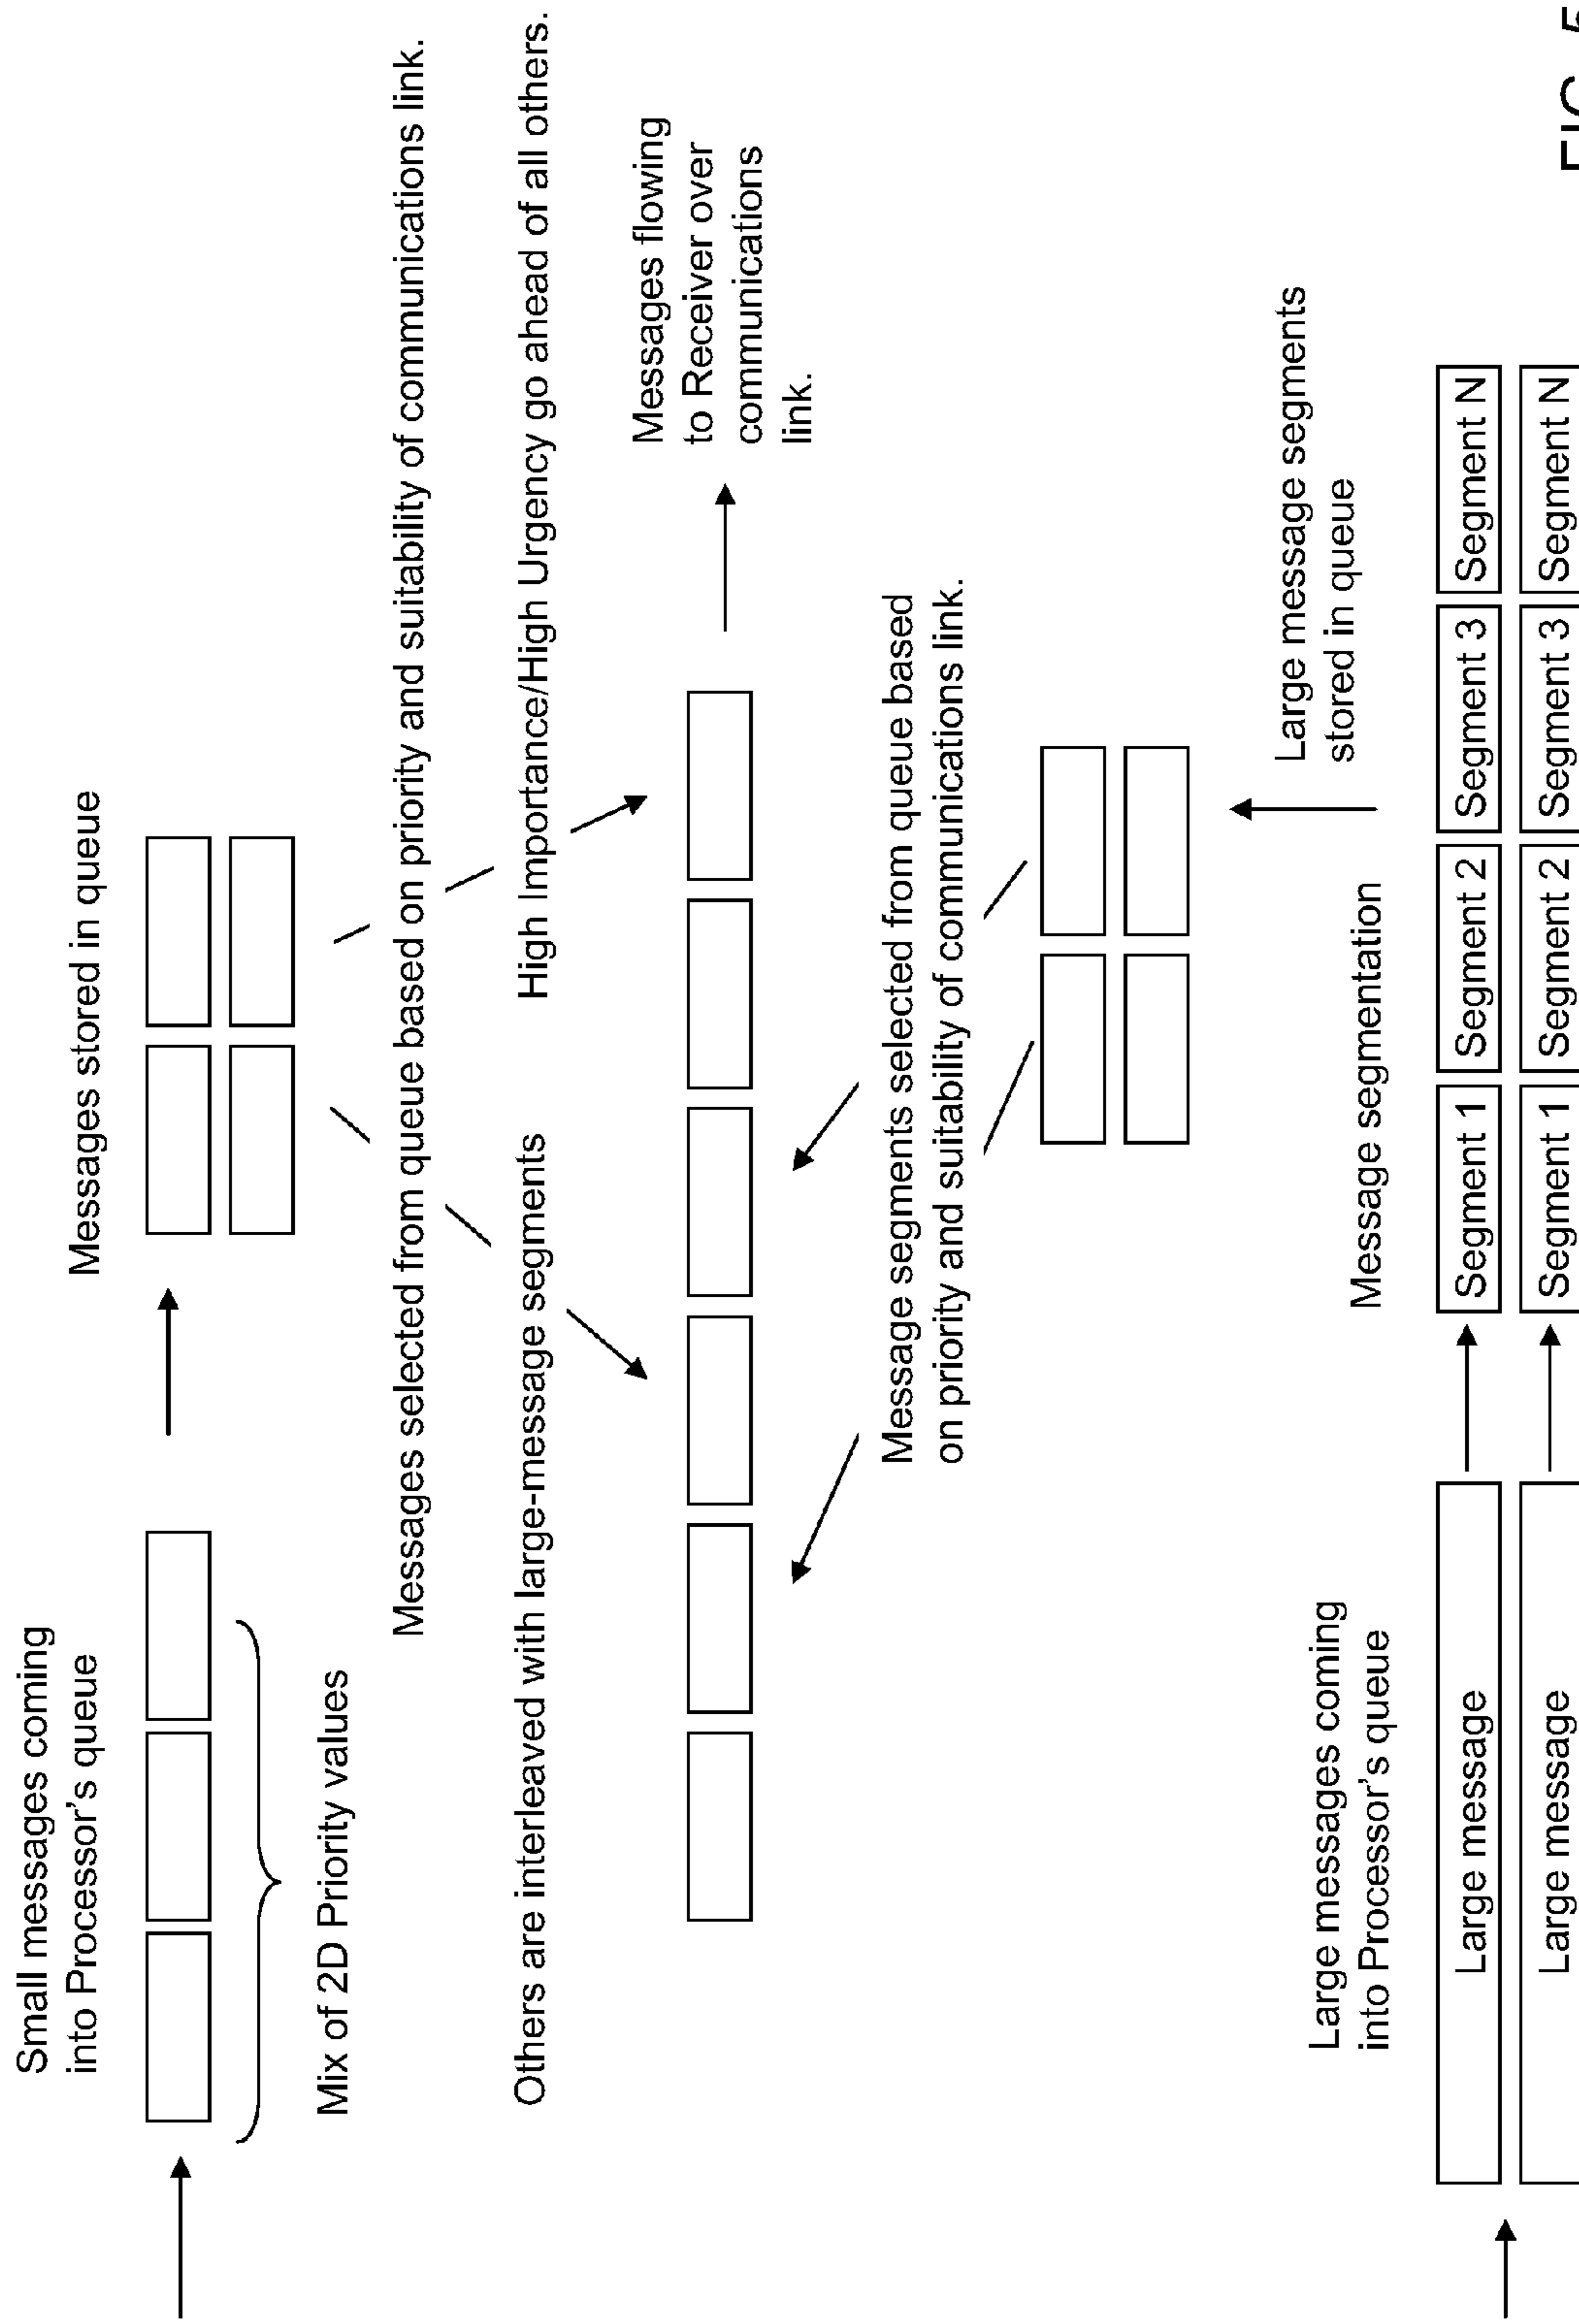 Small messages coming
into Processor's queue
Messages stored in queue
Mix of 2D Priority values
Messages selected from queue based on priority and suitability of communications link.
Others are interleaved with large-message segments
High Importance/High Urgency go ahead of all others.
Messages flowing
to Receiver over
communications
link.
Message segments selected from queue based
on priority and suitability of communications link.
Large message segments
stored in queue
Large messages coming
into Processor's queue
Message segmentation
Large message
Segment 1
Segment 2
Segment 3
Segment N
Large message
Segment 1
Segment 2
Segment 3
Segment N
FIG. 5